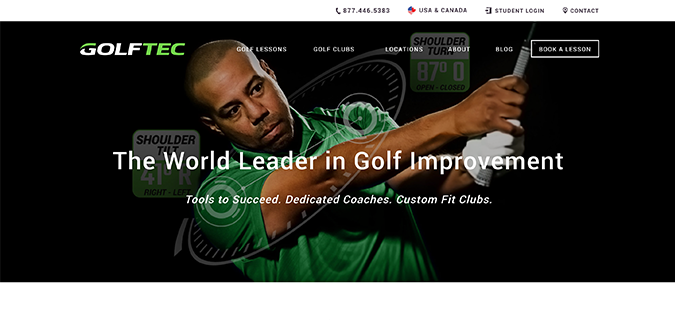 877.446.5383 USA & CANADA STUDENT LOGIN CONTACT
GOLFTEC GOLF LESSONS GOLF CLUBS LOCATIONS ABOUT BLOG BOOK A LESSON
SHOULDER
TURN
87° O
OPEN - CLOSED
SHOULDER
TILT
41° R
RIGHT - LEFT
The World Leader in Golf Improvement
Tools to Succeed. Dedicated Coaches. Custom Fit Clubs.